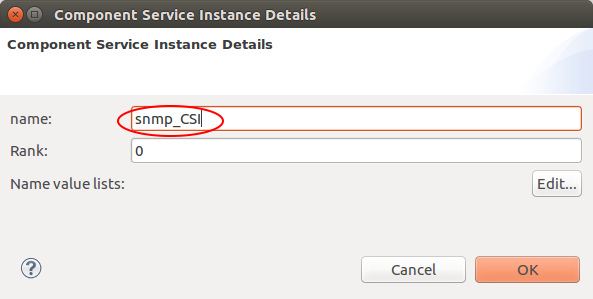 Component Service Instance Details
Component Service Instance Details
name: snmp_CSI
Rank: 0
Name value lists: Edit...
? Cancel OK